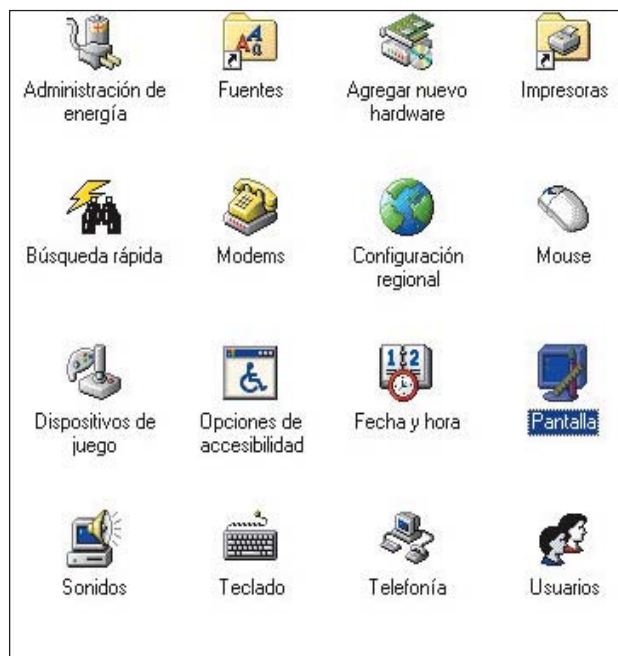 Administración de
energía
Fuentes
Agregar nuevo
hardware
Impresoras
Búsqueda rápida
Modems
Configuración
regional
Mouse
Dispositivos de
juego
Opciones de
accesibilidad
Fecha y hora
Pantalla
Sonidos
Teclado
Telefonía
Usuarios